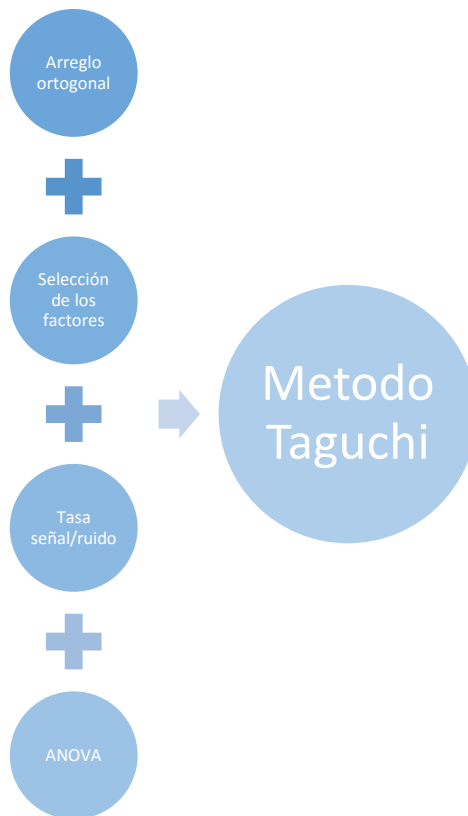 Arreglo
ortogonal
Selección
de los
factores
Tasa
señal/ruido
ANOVA
Metodo
Taguchi